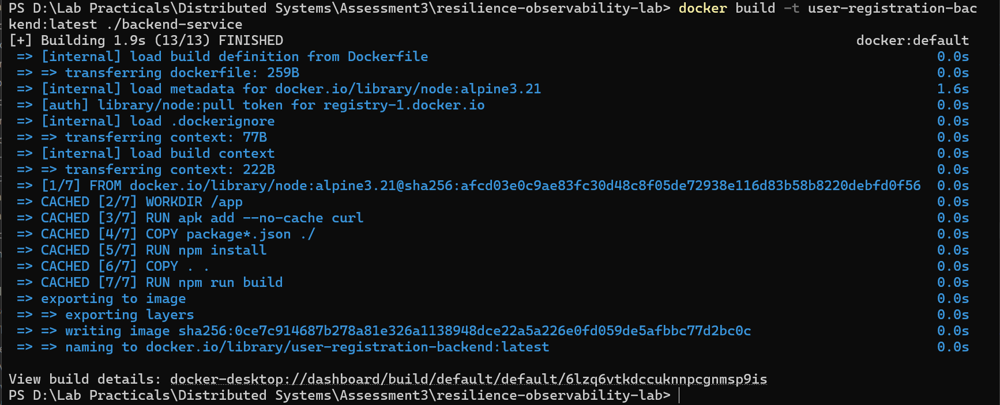 PS D:\Lab Practicals\Distributed Systems\Assessment3\resilience-observability-lab> docker build -t user-registration-bac
kend:latest ./backend-service
[+] Building 1.9s (13/13) FINISHED docker:default
=> [internal] load build definition from Dockerfile 0.0s
=> => transferring dockerfile: 259B 0.0s
=> [internal] load metadata for docker.io/library/node:alpine3.21 1.6s
=> [auth] library/node:pull token for registry-1.docker.io 0.0s
=> [internal] load .dockerignore 0.0s
=> => transferring context: 77B 0.0s
=> [internal] load build context 0.0s
=> => transferring context: 222B 0.0s
=> [1/7] FROM docker.io/library/node:alpine3.21@sha256:afcd03e0c9ae83fc30d48c8f05de72938e116d83b58b8220debfd0f56 0.0s
=> CACHED [2/7] WORKDIR /app 0.0s
=> CACHED [3/7] RUN apk add --no-cache curl 0.0s
=> CACHED [4/7] COPY package*.json ./ 0.0s
=> CACHED [5/7] RUN npm install 0.0s
=> CACHED [6/7] COPY . . 0.0s
=> CACHED [7/7] RUN npm run build 0.0s
=> exporting to image 0.0s
=> => exporting layers 0.0s
=> => writing image sha256:0ce7c914687b278a81e326a1138948dce22a5a226e0fd059de5afbbc77d2bc0c 0.0s
=> => naming to docker.io/library/user-registration-backend:latest 0.0s
View build details: docker-desktop://dashboard/build/default/default/6lzq6vtkdccuknnpcgnmsp9is
PS D:\Lab Practicals\Distributed Systems\Assessment3\resilience-observability-lab>